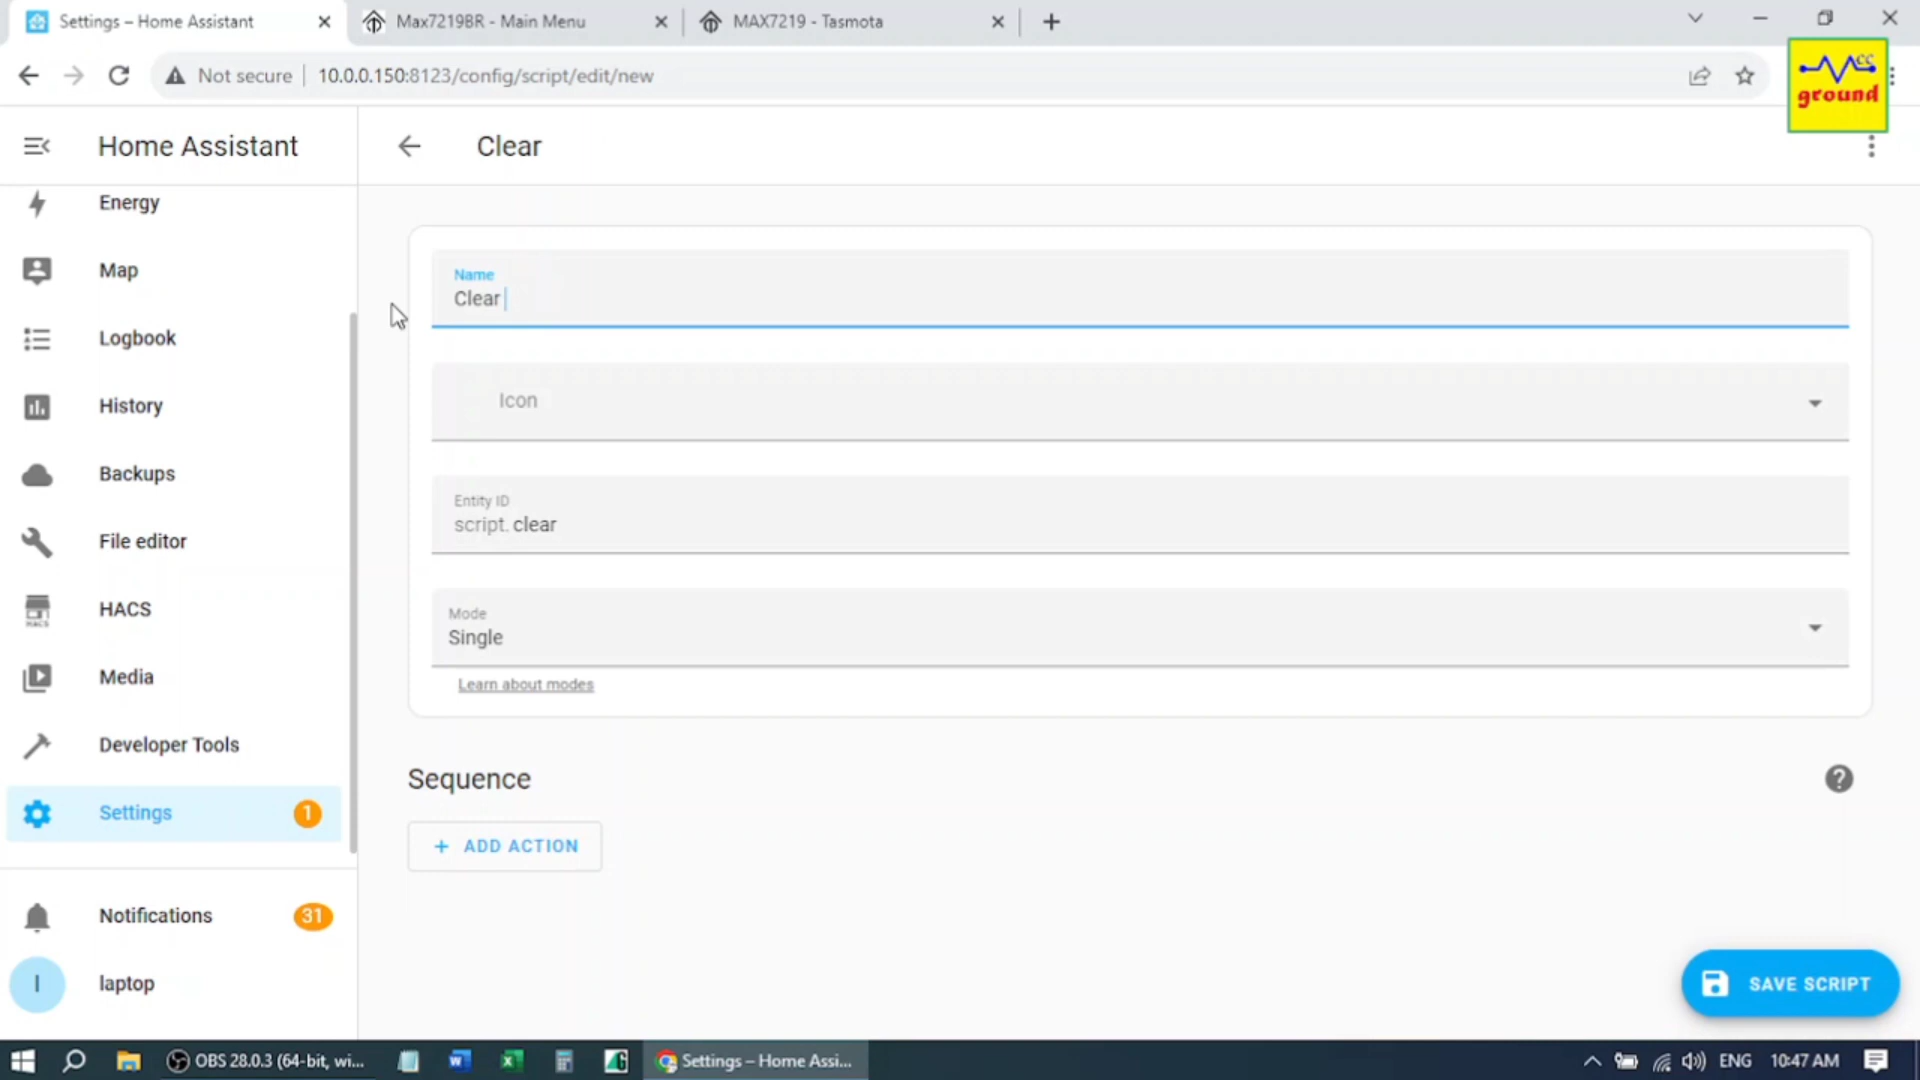 Settings – Home Assistant
Max7219BR - Main Menu
MAX7219 - Tasmota
Not secure
10.0.0.150:8123/config/script/edit/new
CC
ground
Home Assistant
Clear
Energy
Map
Logbook
History
Backups
File editor
HACS
HACS
Media
Developer Tools
Settings
1
Notifications
31
l
laptop
Name
Clear
Icon
Entity ID
script. clear
Mode
Single
Learn about modes
Sequence
ADD ACTION
SAVE SCRIPT
OBS 28.0.3 (64-bit, wi...
Settings – Home Assi...
ENG
10:47 AM